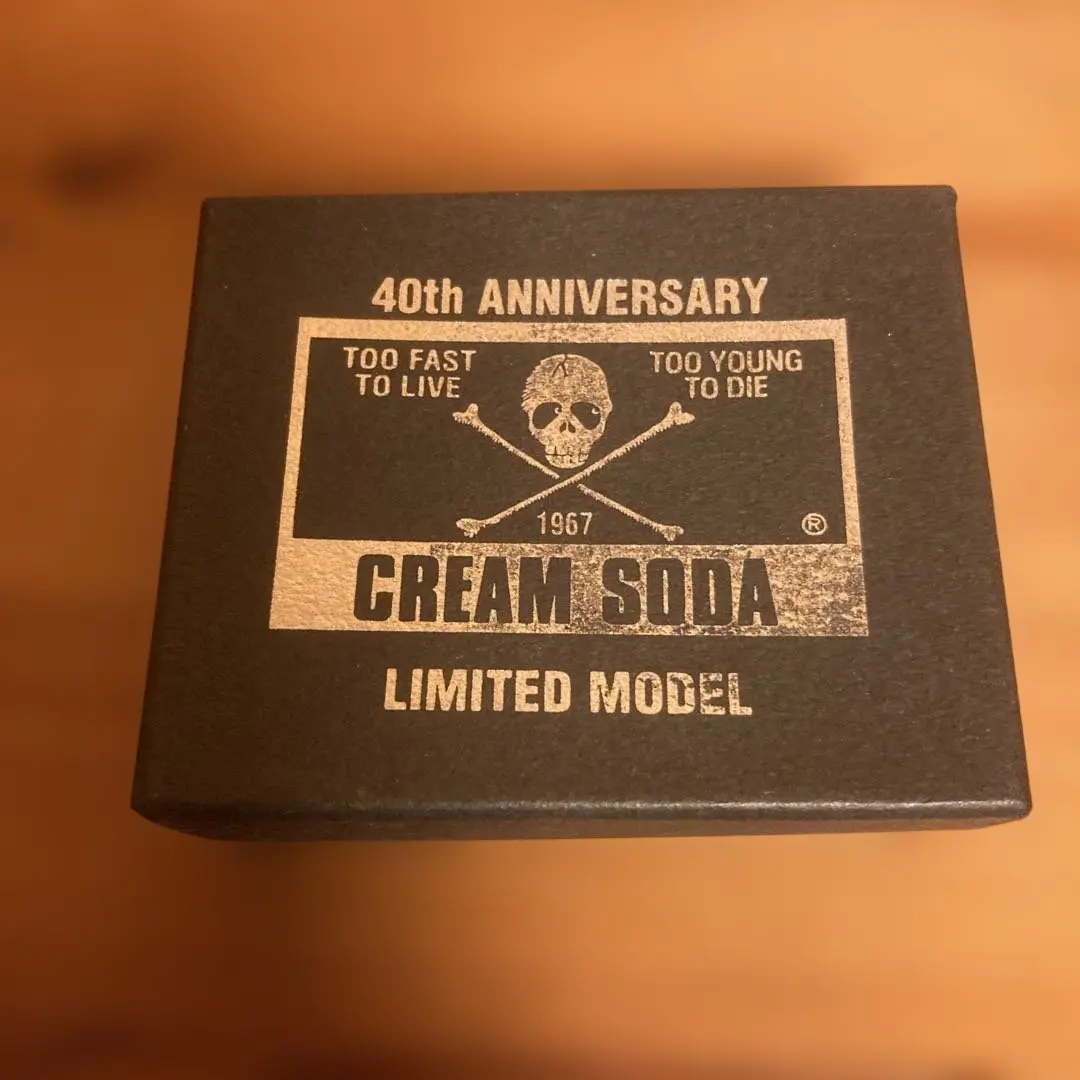 40th ANNIVERSARY
TOO FAST
TO LIVE
TOO YOUNG
TO DIE
1967
®
CREAM SODA
LIMITED MODEL